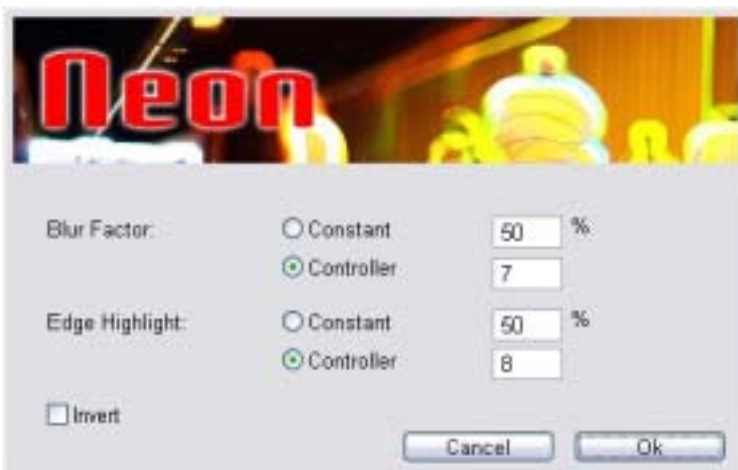 Neon
Blur Factor: Constant 50 %
Controller 7
Edge Highlight: Constant 50 %
Controller 8
Invert
Cancel Ok